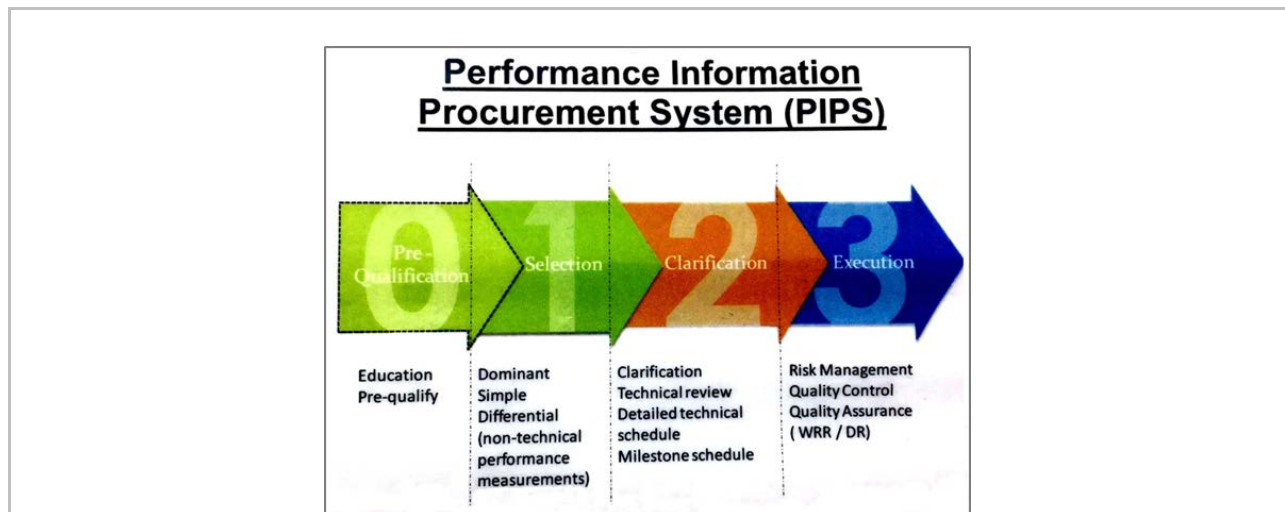 Performance Information
Procurement System (PIPS)
0
Pre -
Qualification
1
Selection
2
Clarification
3
Execution
Education
Pre-qualify
Dominant
Simple
Differential
(non-technical
performance
measurements)
Clarification
Technical review
Detailed technical
schedule
Milestone schedule
Risk Management
Quality Control
Quality Assurance
( WRR / DR)